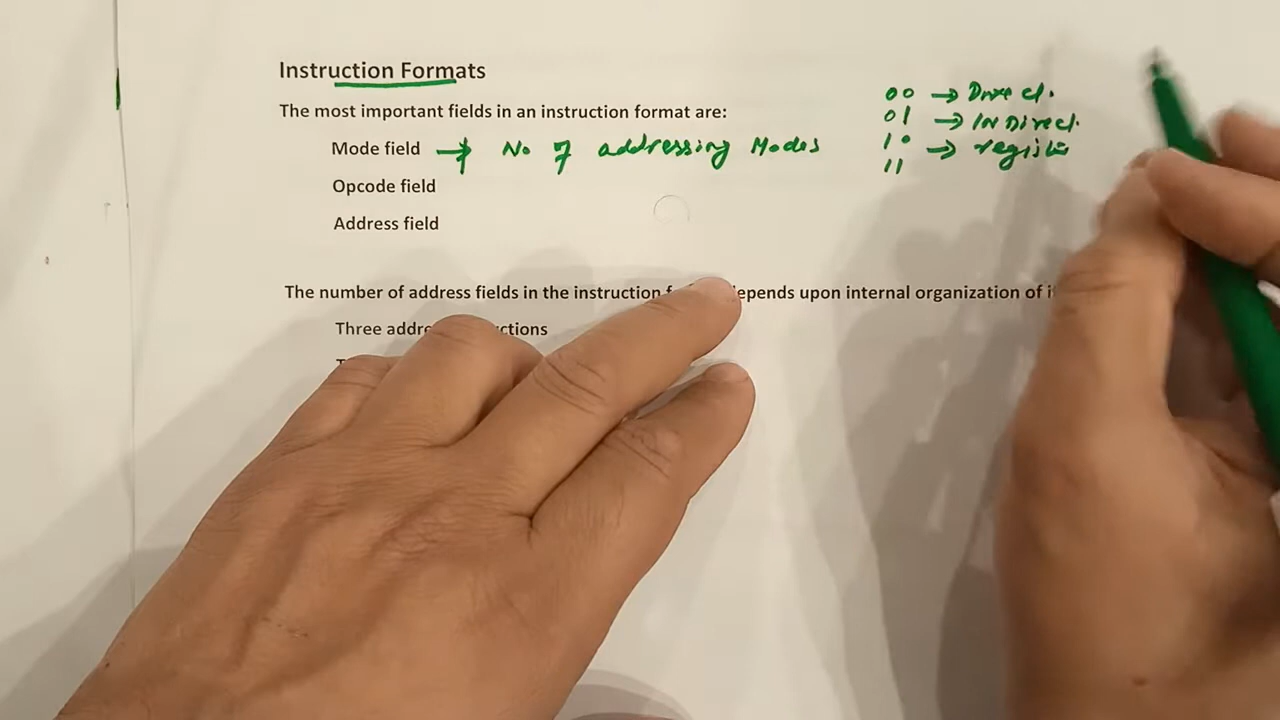 Instruction Formats
The most important fields in an instruction format are:
Mode field → No of addressing Modes
Opcode field
Address field
00 → Direct.
01 → InDirect.
10 → register
11
The number of address fields in the instruction depends upon internal organization of
Three